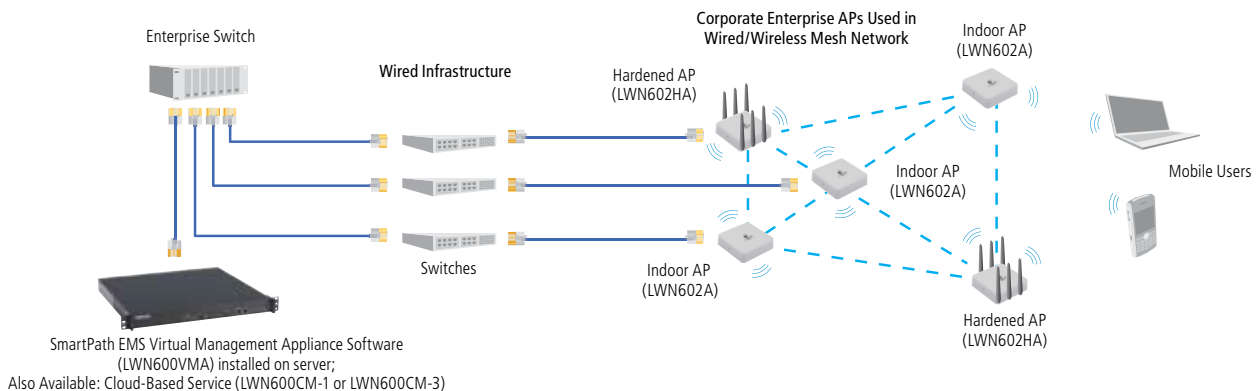 Enterprise Switch
Wired Infrastructure
Corporate Enterprise APs Used in
Wired/Wireless Mesh Network
Hardened AP
(LWN602HA)
Indoor AP
(LWN602A)
Indoor AP
(LWN602A)
Mobile Users
Switches
Indoor AP
(LWN602A)
Hardened AP
(LWN602HA)
SmartPath EMS Virtual Management Appliance Software
(LWN600VMA) installed on server;
Also Available: Cloud-Based Service (LWN600CM-1 or LWN600CM-3)